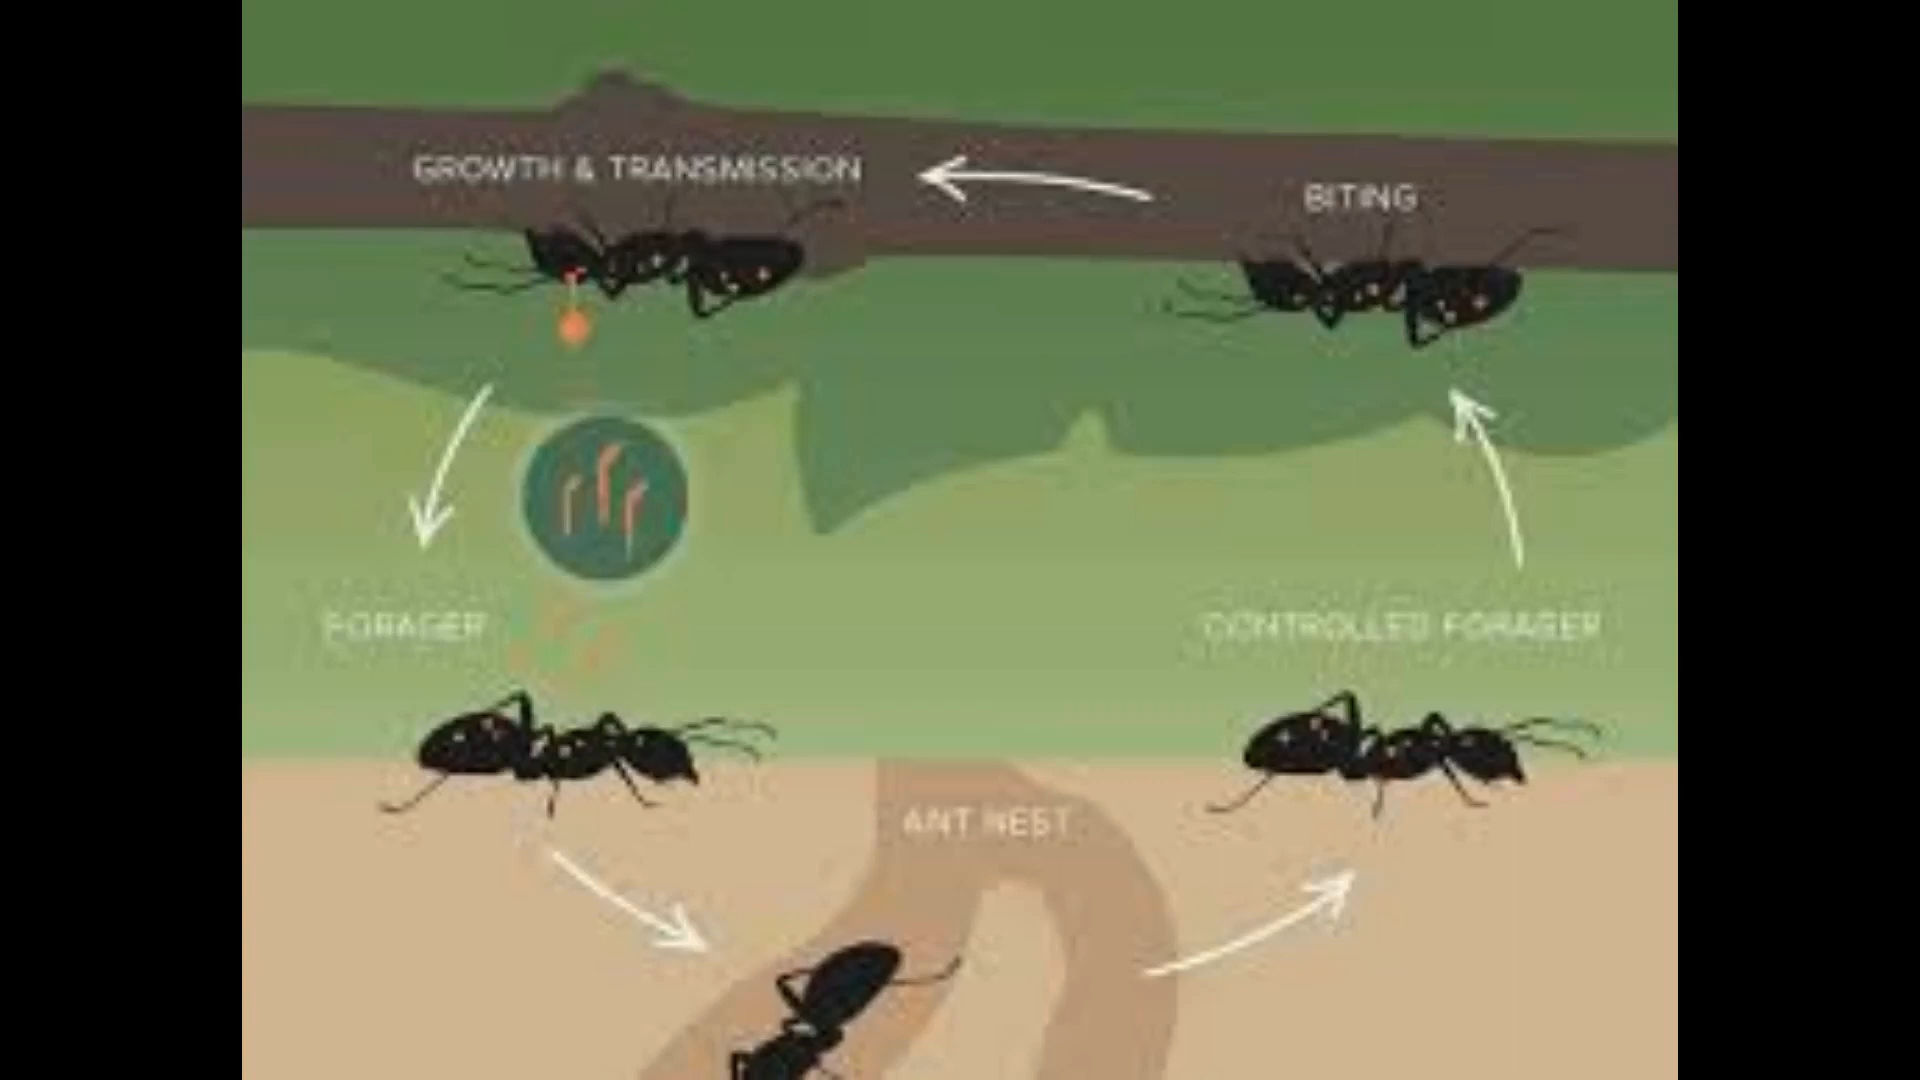 GROWTH & TRANSMISSION
BITING
FORAGER
CONTROLLED FORAGER
ANT NEST